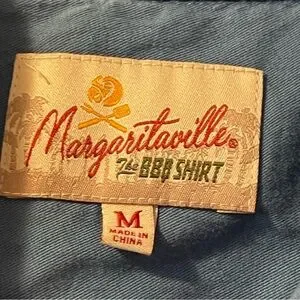 Margaritaville®
The BBQ SHIRT
M
MADE IN
CHINA